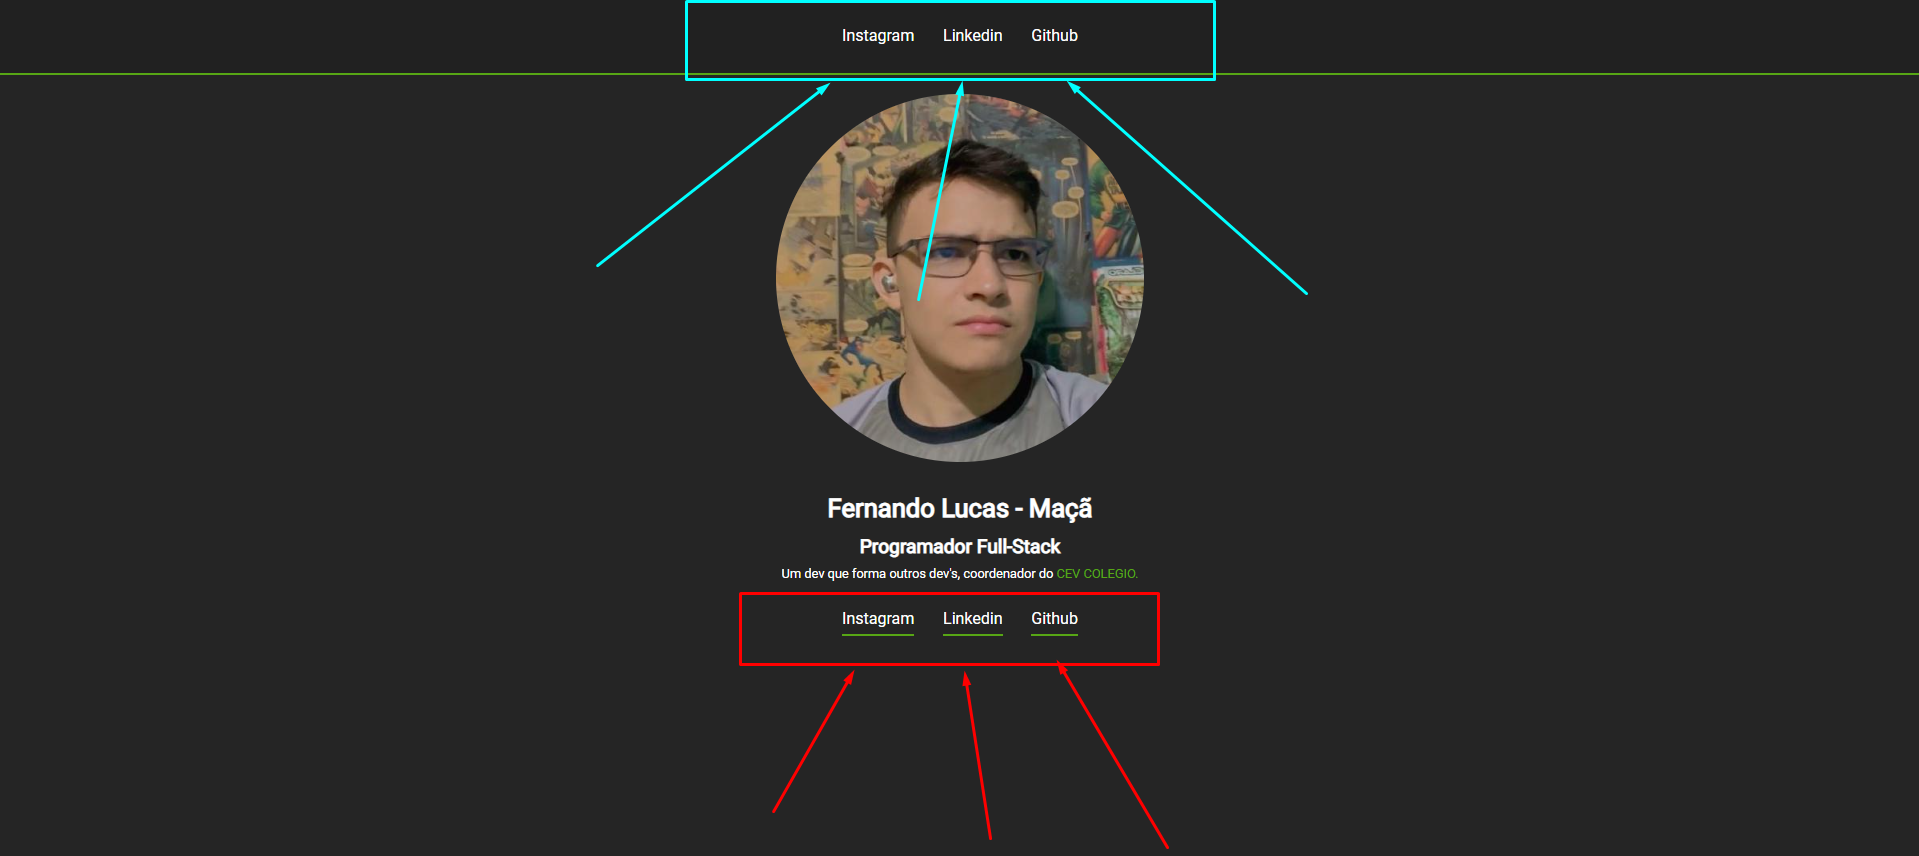 Instagram Linkedin Github
Fernando Lucas - Maçã
Programador Full-Stack
Um dev que forma outros dev's, coordenador do CEV COLEGIO.
Instagram Linkedin Github